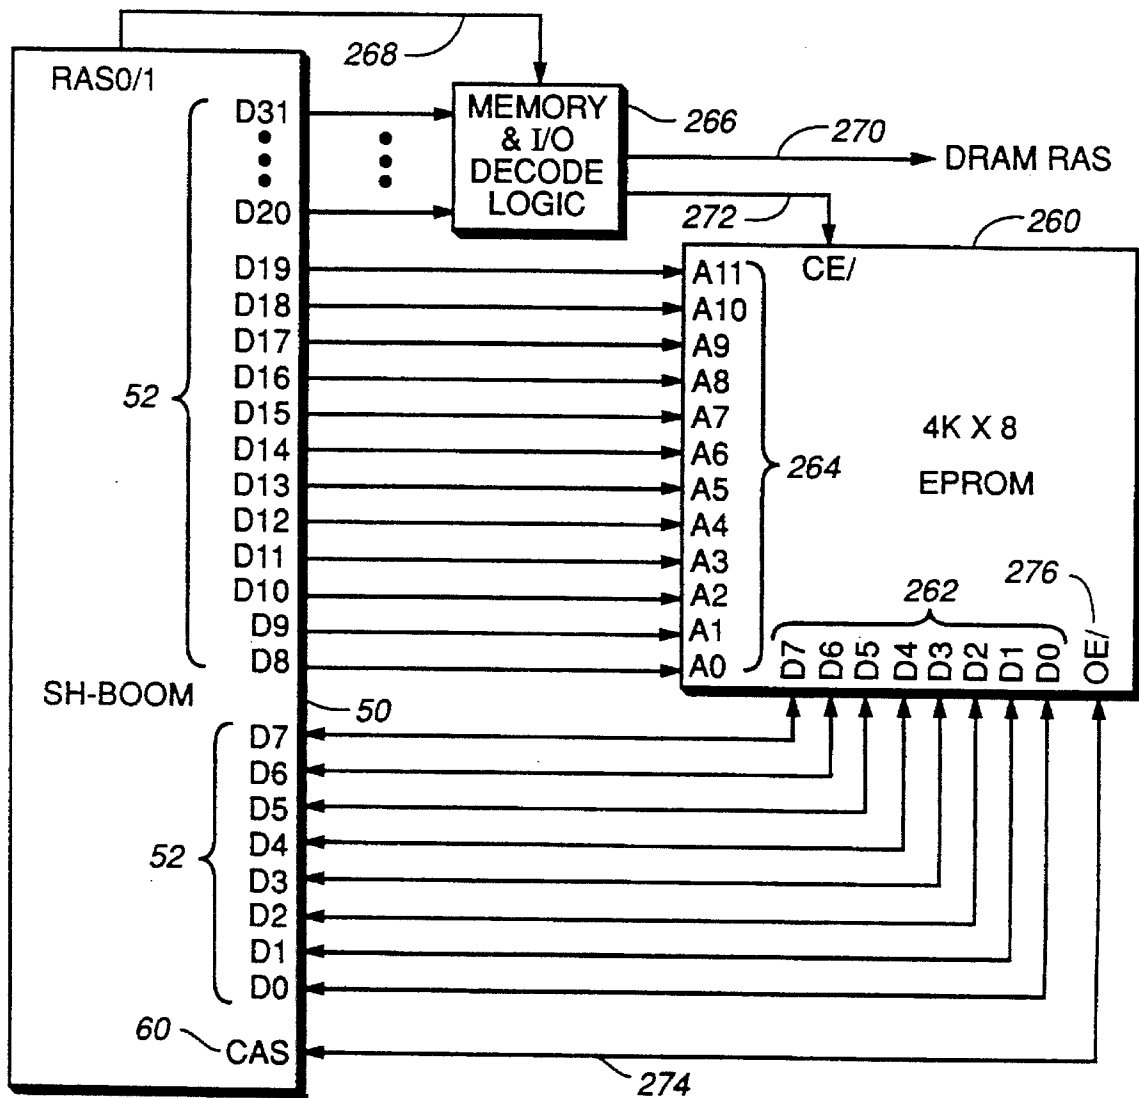 268
RAS0/1
D31
D20
D19
D18
D17
D16
D15
D14
D13
D12
D11
D10
D9
D8
52
SH-BOOM
50
D7
D6
D5
D4
D3
D2
D1
D0
52
60
CAS
274
MEMORY
& I/O
DECODE
LOGIC
266
270
DRAM RAS
272
260
CE/
A11
A10
A9
A8
A7
A6
A5
A4
A3
A2
A1
A0
264
4K X 8
EPROM
276
262
D7 D6 D5 D4 D3 D2 D1 D0 OE/